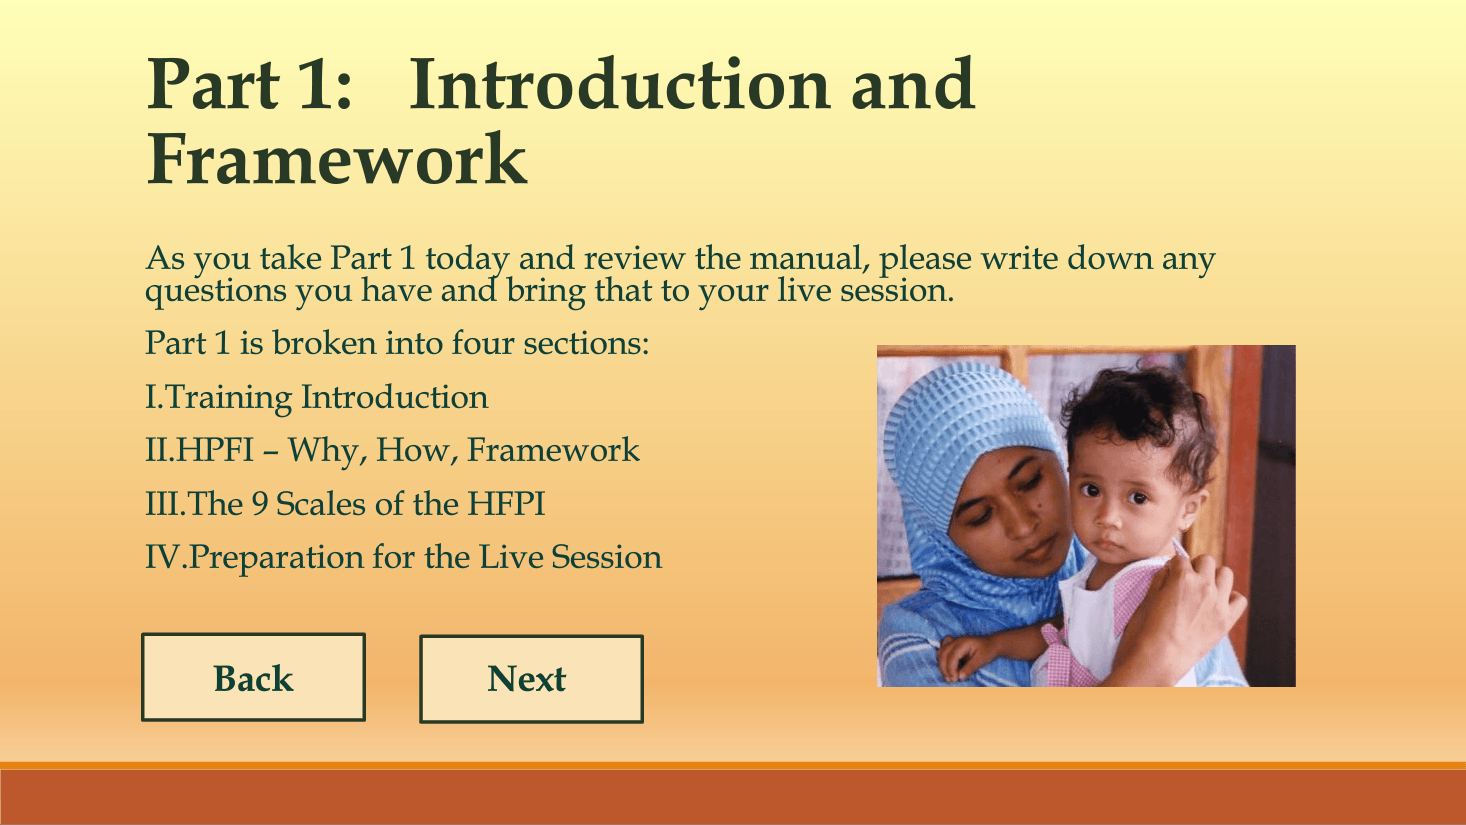 Part 1:   Introduction and
Framework
As you take Part 1 today and review the manual, please write down any
questions you have and bring that to your live session.
Part 1 is broken into four sections:
I.Training Introduction
II.HPFI – Why, How, Framework
III.The 9 Scales of the HFPI
IV.Preparation for the Live Session
Back
Next